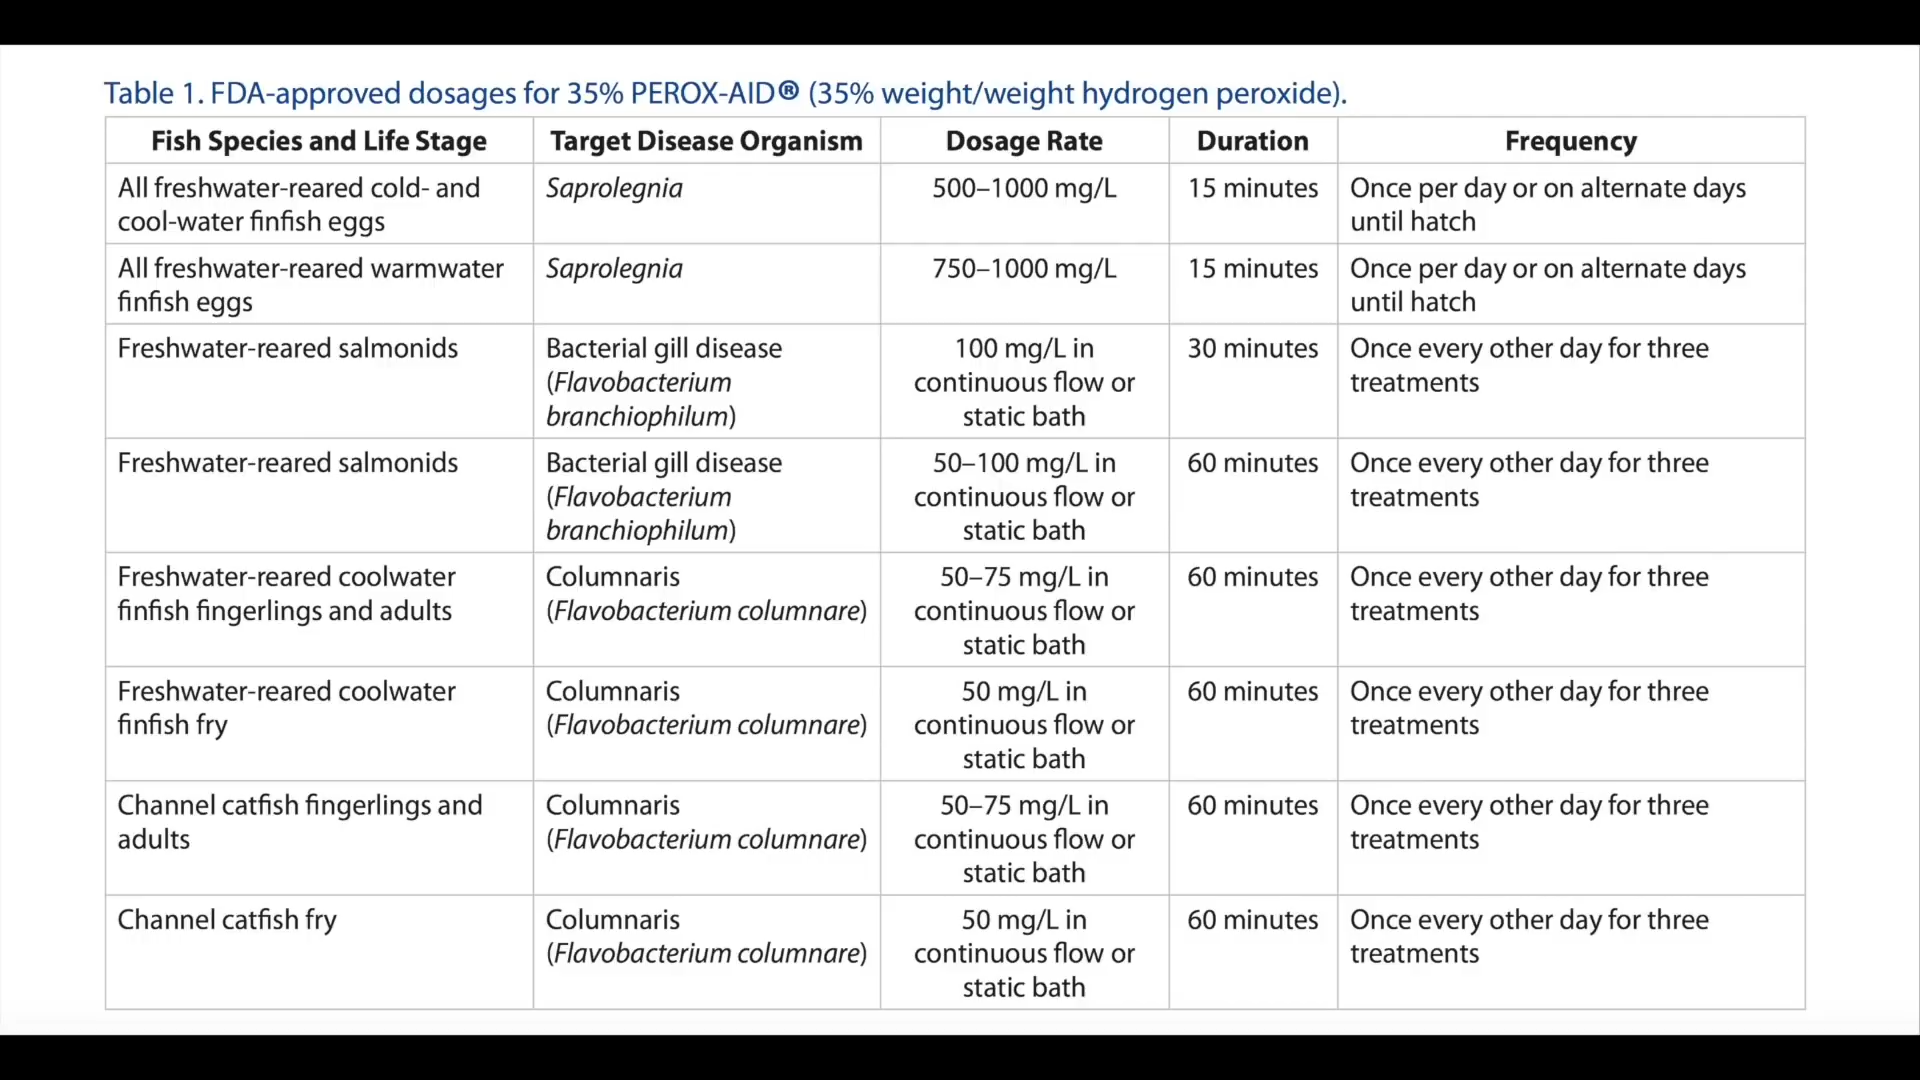 Table 1. FDA-approved dosages for 35% PEROX-AID® (35% weight/weight hydrogen peroxide).
Fish Species and Life Stage Target Disease Organism Dosage Rate Duration Frequency
All freshwater-reared cold- and Saprolegnia 500–1000 mg/L 15 minutes Once per day or on alternate days
cool-water finfish eggs until hatch
All freshwater-reared warmwater Saprolegnia 750–1000 mg/L 15 minutes Once per day or on alternate days
finfish eggs until hatch
Freshwater-reared salmonids Bacterial gill disease 100 mg/L in 30 minutes Once every other day for three
(Flavobacterium continuous flow or treatments
branchiophilum) static bath
Freshwater-reared salmonids Bacterial gill disease 50–100 mg/L in 60 minutes Once every other day for three
(Flavobacterium continuous flow or treatments
branchiophilum) static bath
Freshwater-reared coolwater Columnaris 50–75 mg/L in 60 minutes Once every other day for three
finfish fingerlings and adults (Flavobacterium columnare) continuous flow or treatments
static bath
Freshwater-reared coolwater Columnaris 50 mg/L in 60 minutes Once every other day for three
finfish fry (Flavobacterium columnare) continuous flow or treatments
static bath
Channel catfish fingerlings and Columnaris 50–75 mg/L in 60 minutes Once every other day for three
adults (Flavobacterium columnare) continuous flow or treatments
static bath
Channel catfish fry Columnaris 50 mg/L in 60 minutes Once every other day for three
(Flavobacterium columnare) continuous flow or treatments
static bath